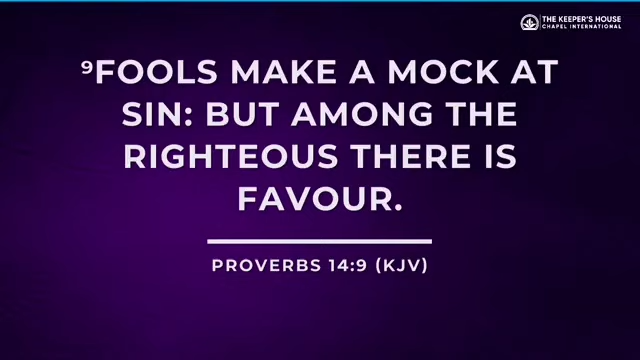 THE KEEPER'S HOUSE
CHAPEL INTERNATIONAL
⁹FOOLS MAKE A MOCK AT
SIN: BUT AMONG THE
RIGHTEOUS THERE IS
FAVOUR.
PROVERBS 14:9 (KJV)